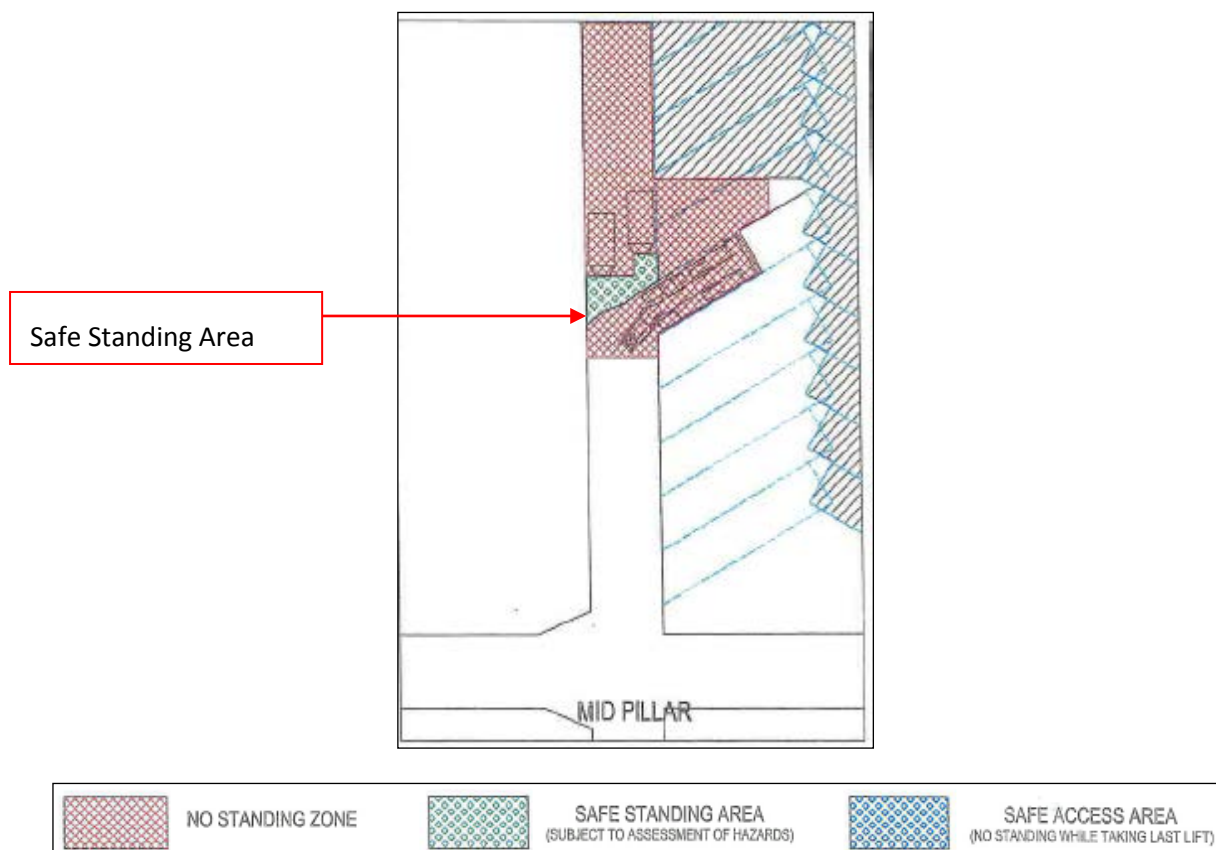 Safe Standing Area
MID PILLAR
NO STANDING ZONE
SAFE STANDING AREA
(SUBJECT TO ASSESSMENT OF HAZARDS)
SAFE ACCESS AREA
(NO STANDING WHILE TAKING LAST LIFT)